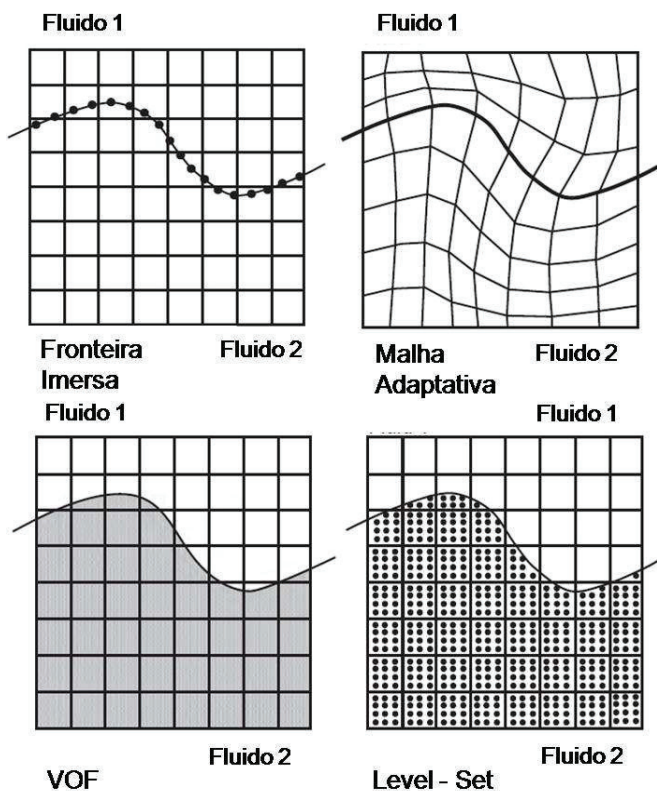 Fluido 1
Fluido 1
Fronteira
Imersa
Fluido 2
Malha
Adaptativa
Fluido 2
Fluido 1
Fluido 1
VOF
Fluido 2
Level - Set
Fluido 2